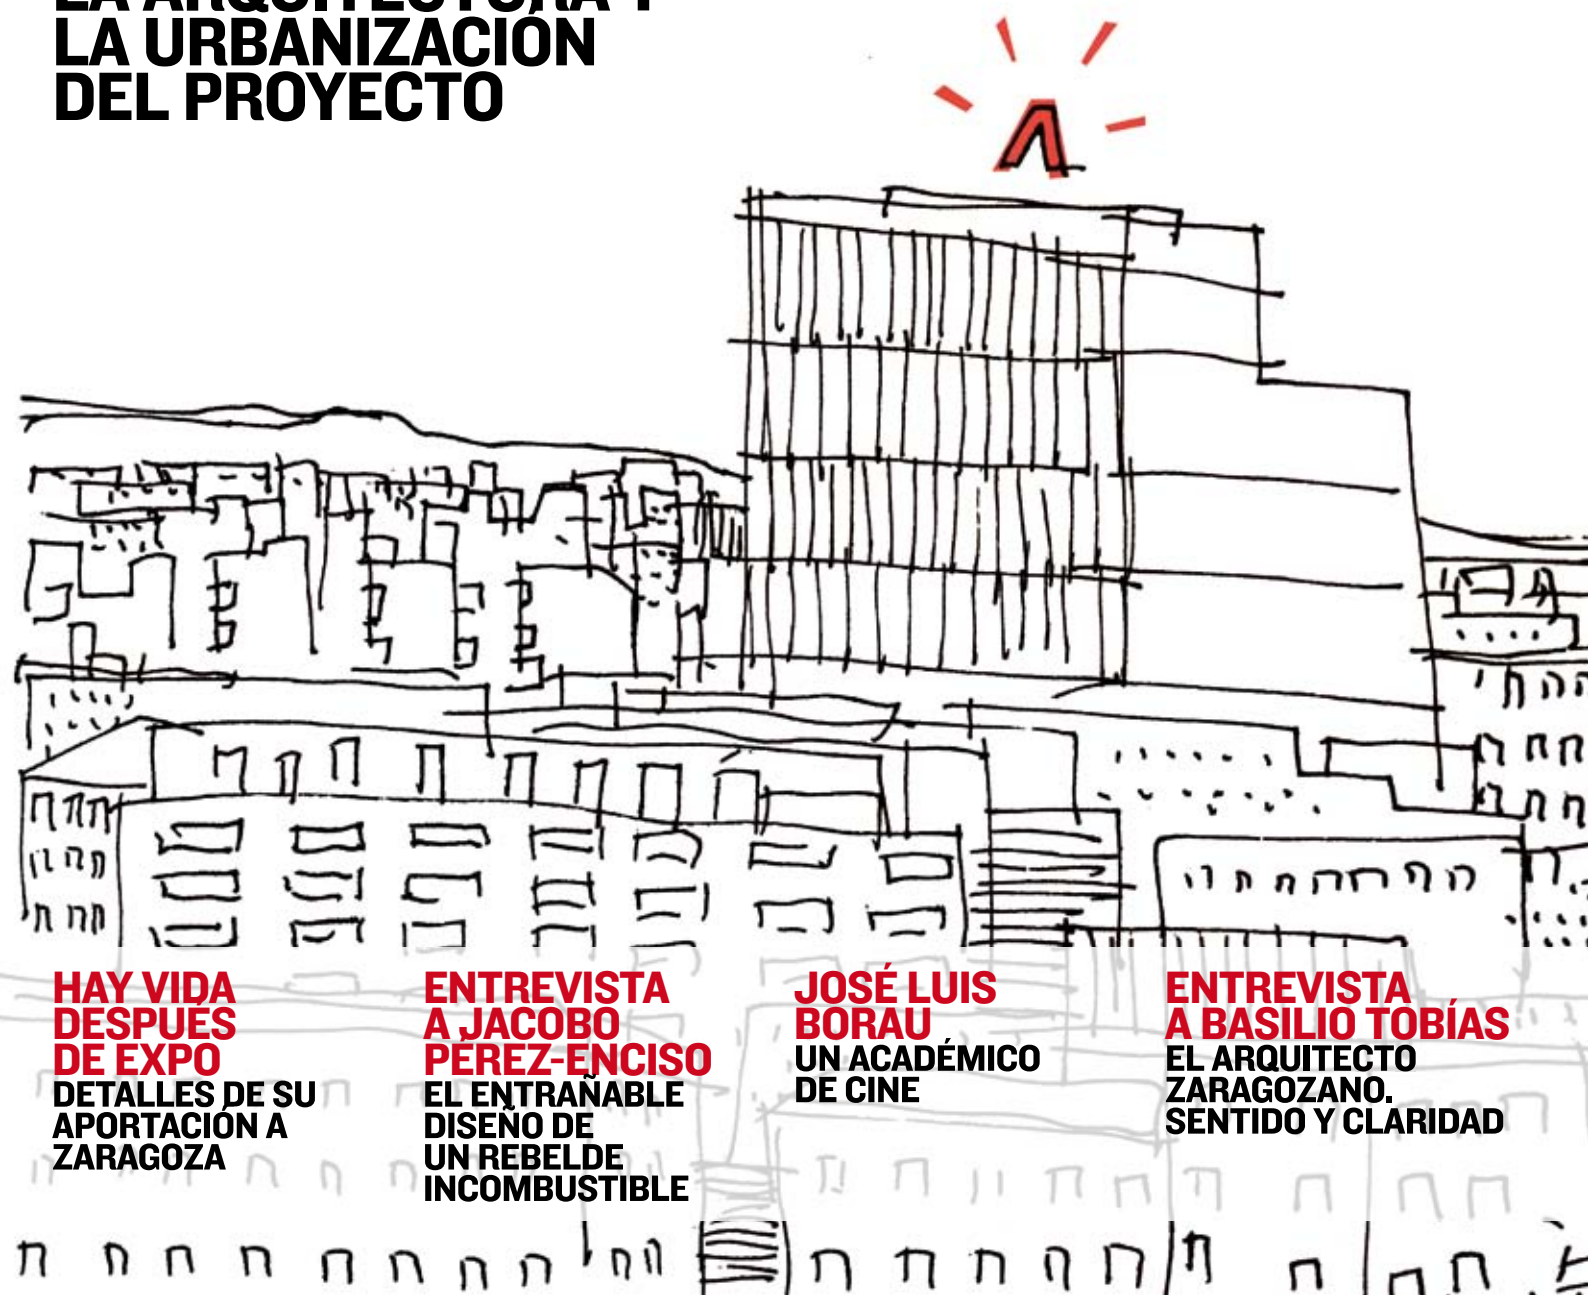 LA ARQUITECTURA Y
LA URBANIZACIÓN
DEL PROYECTO
HAY VIDA
DESPUÉS
DE EXPO
DETALLES DE SU
APORTACIÓN A
ZARAGOZA
ENTREVISTA
A JACOBO
PÉREZ-ENCISO
EL ENTRAÑABLE
DISEÑO DE
UN REBELDE
INCOMBUSTIBLE
JOSÉ LUIS
BORAU
UN ACADÉMICO
DE CINE
ENTREVISTA
A BASILIO TOBÍAS
EL ARQUITECTO
ZARAGOZANO.
SENTIDO Y CLARIDAD